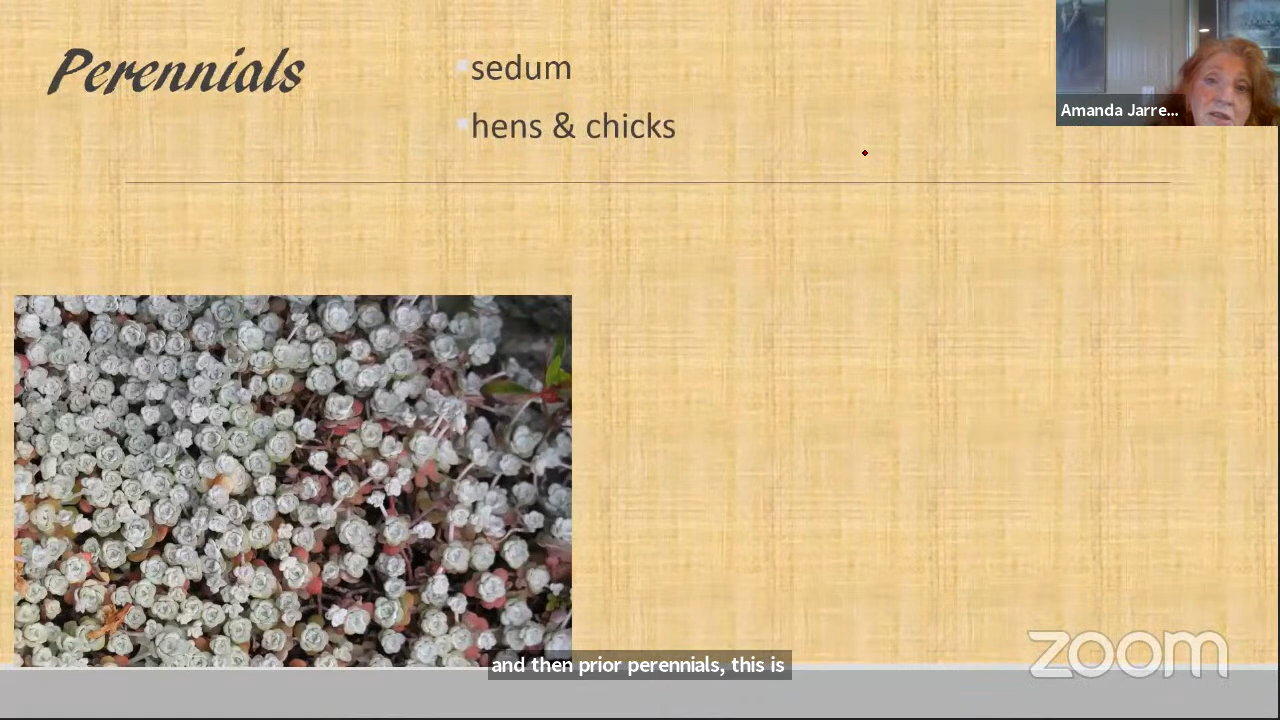 Perennials
sedum
hens & chicks
Amanda Jarre...
and then prior perennials, this is
zoom